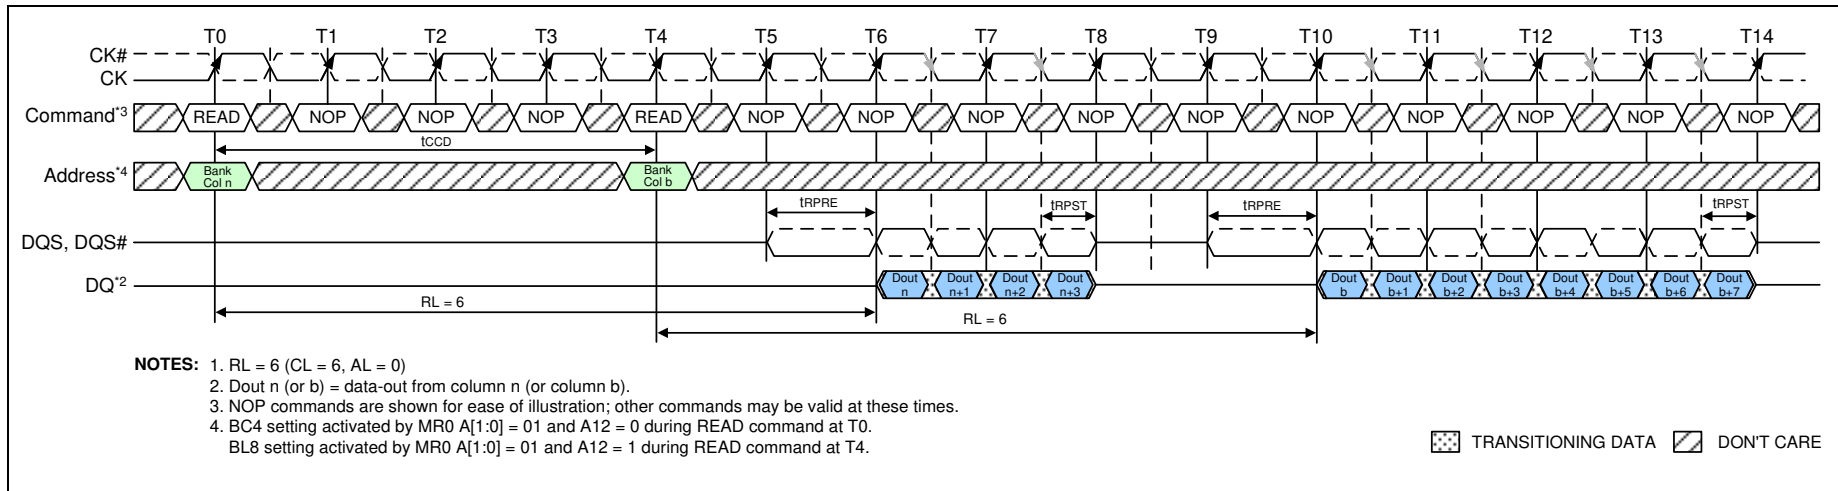 T0 T1 T2 T3 T4 T5 T6 T7 T8 T9 T10 T11 T12 T13 T14
CK#
CK
Command*3 READ NOP NOP NOP READ NOP NOP NOP NOP NOP NOP NOP NOP NOP NOP
tCCD
Address*4 Bank Col n Bank Col b
tRPRE tRPST tRPRE tRPST
DQS, DQS#
DQ*2 Dout n Dout n+1 Dout n+2 Dout n+3 Dout b Dout b+1 Dout b+2 Dout b+3 Dout b+4 Dout b+5 Dout b+6 Dout b+7
RL = 6
RL = 6
NOTES: 1. RL = 6 (CL = 6, AL = 0)
2. Dout n (or b) = data-out from column n (or column b).
3. NOP commands are shown for ease of illustration; other commands may be valid at these times.
4. BC4 setting activated by MR0 A[1:0] = 01 and A12 = 0 during READ command at T0.
BL8 setting activated by MR0 A[1:0] = 01 and A12 = 1 during READ command at T4.
TRANSITIONING DATA DON'T CARE